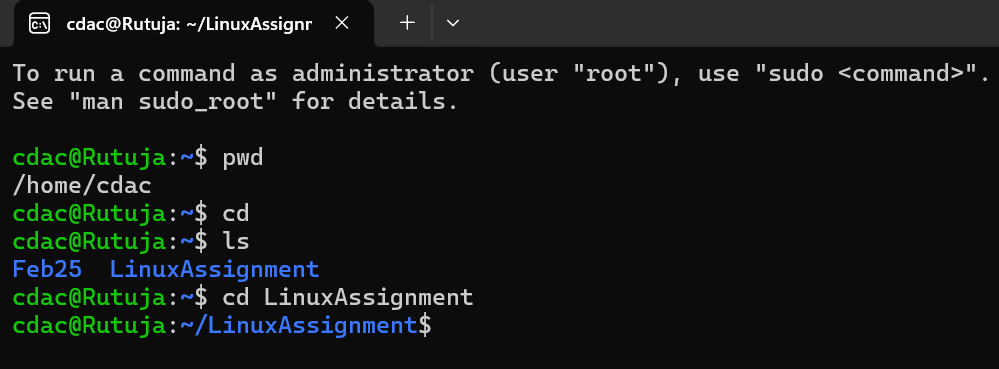 cdac@Rutuja: ~/LinuxAssignr
To run a command as administrator (user "root"), use "sudo <command>".
See "man sudo_root" for details.
cdac@Rutuja:~$ pwd
/home/cdac
cdac@Rutuja:~$ cd
cdac@Rutuja:~$ ls
Feb25  LinuxAssignment
cdac@Rutuja:~$ cd LinuxAssignment
cdac@Rutuja:~/LinuxAssignment$